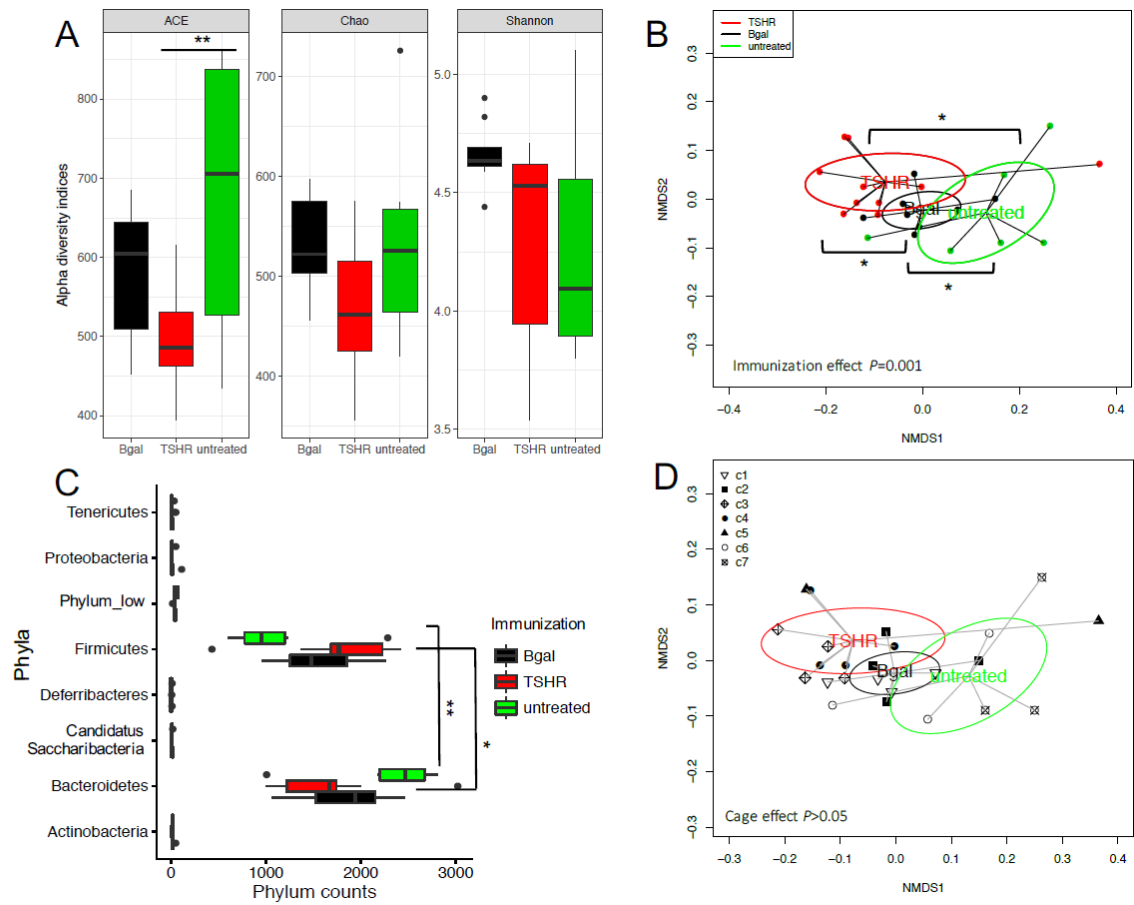 A
ACE
Chao
Shannon
**
Alpha diversity indices
800
700
600
500
400
700
600
500
400
5.0
4.5
4.0
3.5
Bgal TSHR untreated
Bgal TSHR untreated
Bgal TSHR untreated
B
TSHR
Bgal
untreated
*
TSHR
Bgal
untreated
*
*
Immunization effect P=0.001
NMDS2
0.3
0.2
0.1
0.0
−0.1
−0.2
−0.3
−0.4 −0.2 0.0 0.2 0.4
NMDS1
C
Phyla
Tenericutes
Proteobacteria
Phylum_low
Firmicutes
Deferribacteres
Candidatus
Saccharibacteria
Bacteroidetes
Actinobacteria
Immunization
Bgal
TSHR
untreated
**
*
0 1000 2000 3000
Phylum counts
D
c1
c2
c3
c4
c5
c6
c7
TSHR
Bgal
untreated
Cage effect P>0.05
NMDS2
0.3
0.2
0.1
0.0
−0.1
−0.2
−0.3
−0.3 −0.2 −0.1 0.0 0.1 0.2 0.3 0.4
NMDS1